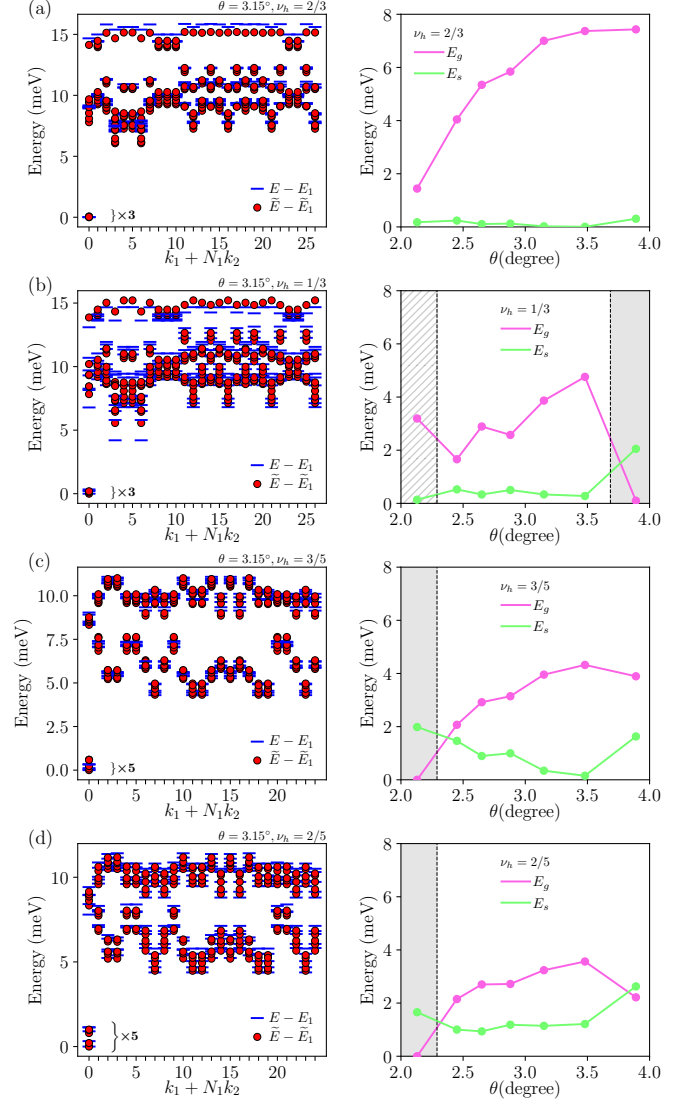 (a)
θ = 3.15°, ν_h = 2/3
Energy (meV)
15
10
5
0
E − E_1
Ẽ − Ẽ_1
}×3
0 5 10 15 20 25
k_1 + N_1k_2
Energy (meV)
8
6
4
2
0
ν_h = 2/3
E_g
E_s
2.0 2.5 3.0 3.5 4.0
θ(degree)
(b)
θ = 3.15°, ν_h = 1/3
Energy (meV)
15
10
5
0
E − E_1
Ẽ − Ẽ_1
}×3
0 5 10 15 20 25
k_1 + N_1k_2
Energy (meV)
8
6
4
2
0
ν_h = 1/3
E_g
E_s
2.0 2.5 3.0 3.5 4.0
θ(degree)
(c)
θ = 3.15°, ν_h = 3/5
Energy (meV)
10.0
7.5
5.0
2.5
0.0
E − E_1
Ẽ − Ẽ_1
}×5
0 10 20
k_1 + N_1k_2
Energy (meV)
8
6
4
2
0
ν_h = 3/5
E_g
E_s
2.0 2.5 3.0 3.5 4.0
θ(degree)
(d)
θ = 3.15°, ν_h = 2/5
Energy (meV)
10
5
0
E − E_1
Ẽ − Ẽ_1
}×5
0 10 20
k_1 + N_1k_2
Energy (meV)
8
6
4
2
0
ν_h = 2/5
E_g
E_s
2.0 2.5 3.0 3.5 4.0
θ(degree)